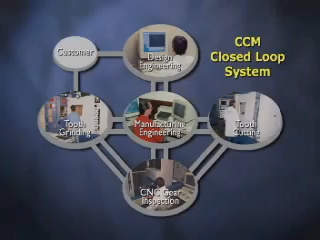 CCM
Closed Loop
System
Customer
Design
Engineering
Tooth
Grinding
Manufacturing
Engineering
Tooth
Cutting
CNC Gear
Inspection